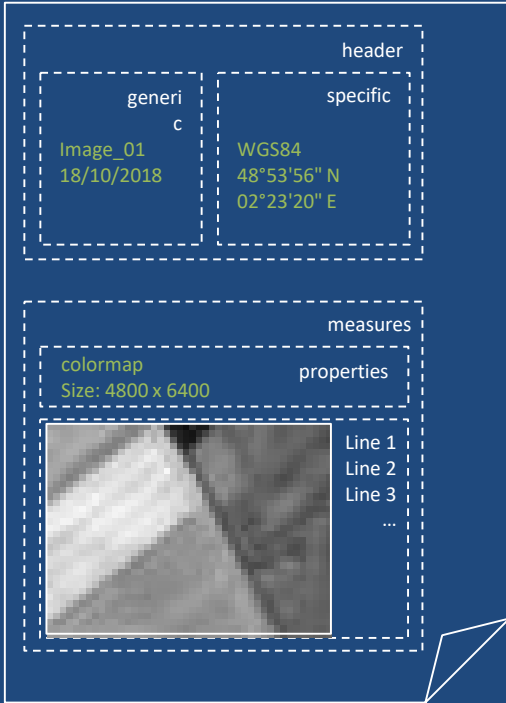 header
generi
c
Image_01
18/10/2018
specific
WGS84
48°53'56" N
02°23'20" E
measures
colormap
Size: 4800 x 6400
properties
Line 1
Line 2
Line 3
...